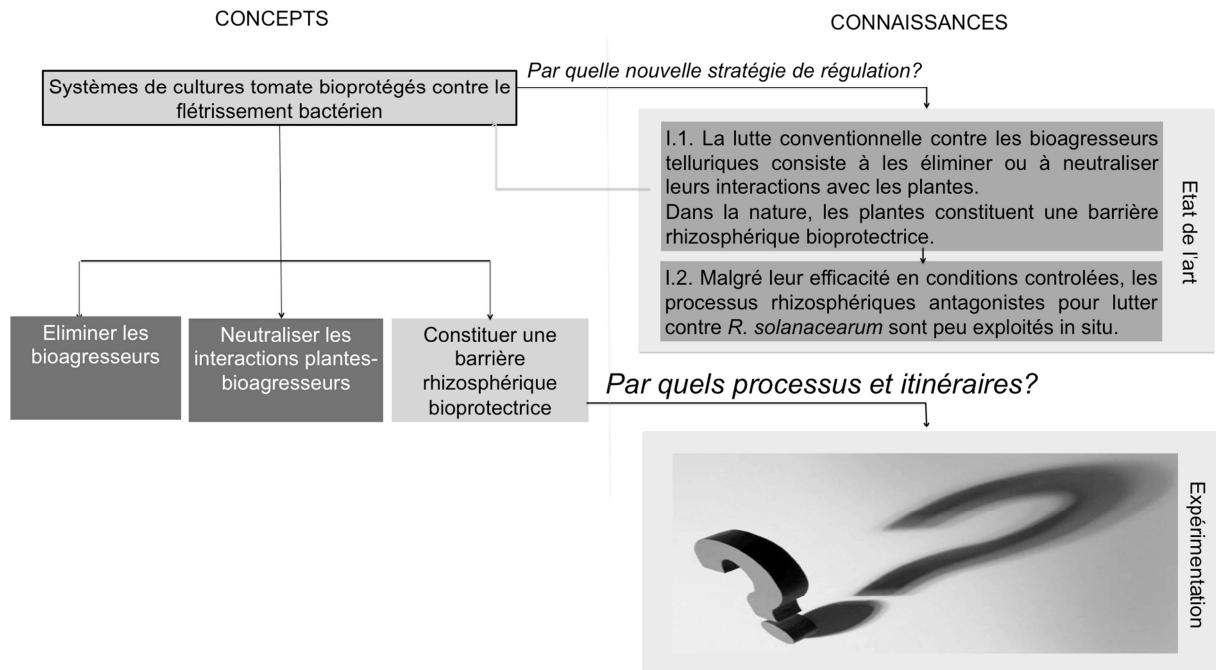 CONCEPTS
CONNAISSANCES
Par quelle nouvelle stratégie de régulation?
Systèmes de cultures tomate bioprotégés contre le
flétrissement bactérien
I.1. La lutte conventionnelle contre les bioagresseurs
telluriques consiste à les éliminer ou à neutraliser
leurs interactions avec les plantes.
Dans la nature, les plantes constituent une barrière
rhizosphérique bioprotectrice.
I.2. Malgré leur efficacité en conditions controlées, les
processus rhizosphériques antagonistes pour lutter
contre R. solanacearum sont peu exploités in situ.
Etat de l'art
Eliminer les
bioagresseurs
Neutraliser les
interactions plantes-
bioagresseurs
Constituer une
barrière
rhizosphérique
bioprotectrice
Par quels processus et itinéraires?
Expérimentation